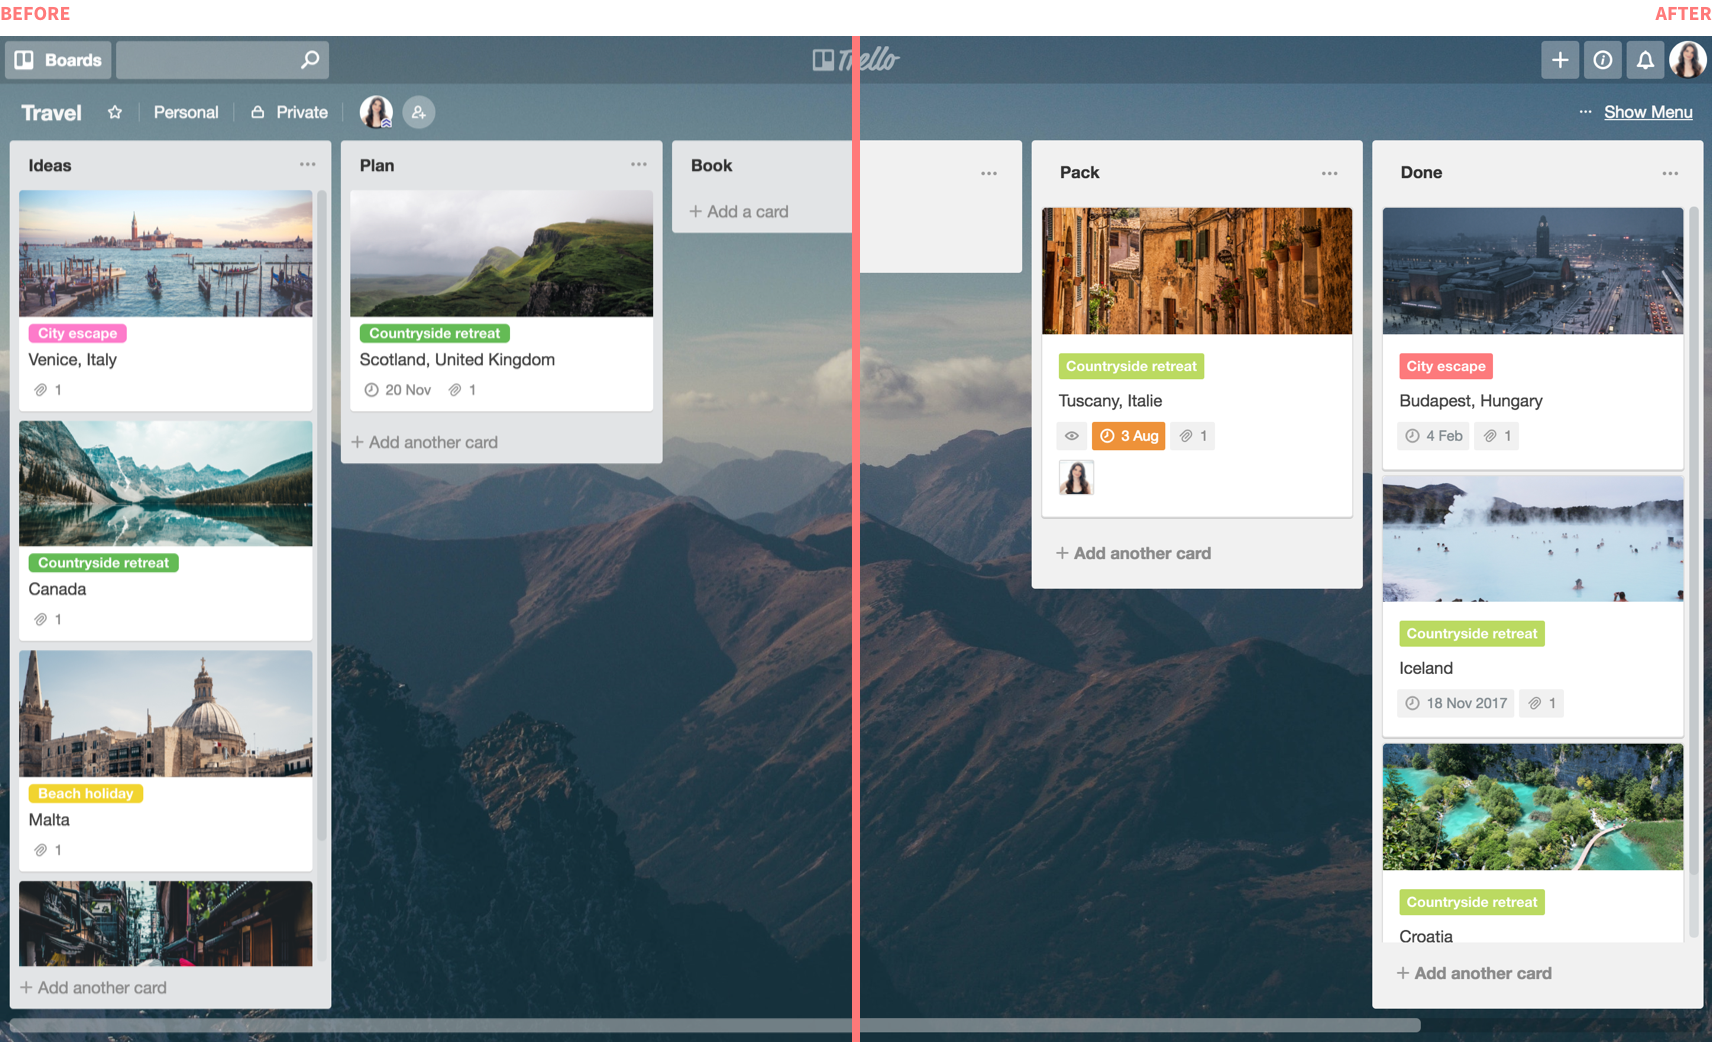 BEFORE
AFTER
Boards
Trello
Travel
Personal
Private
··· Show Menu
Ideas
City escape
Venice, Italy
1
Countryside retreat
Canada
1
Beach holiday
Malta
1
+ Add another card
Plan
Countryside retreat
Scotland, United Kingdom
20 Nov 1
+ Add another card
Book
+ Add a card
Pack
Countryside retreat
Tuscany, Italie
3 Aug 1
+ Add another card
Done
City escape
Budapest, Hungary
4 Feb 1
Countryside retreat
Iceland
18 Nov 2017 1
Countryside retreat
Croatia
+ Add another card